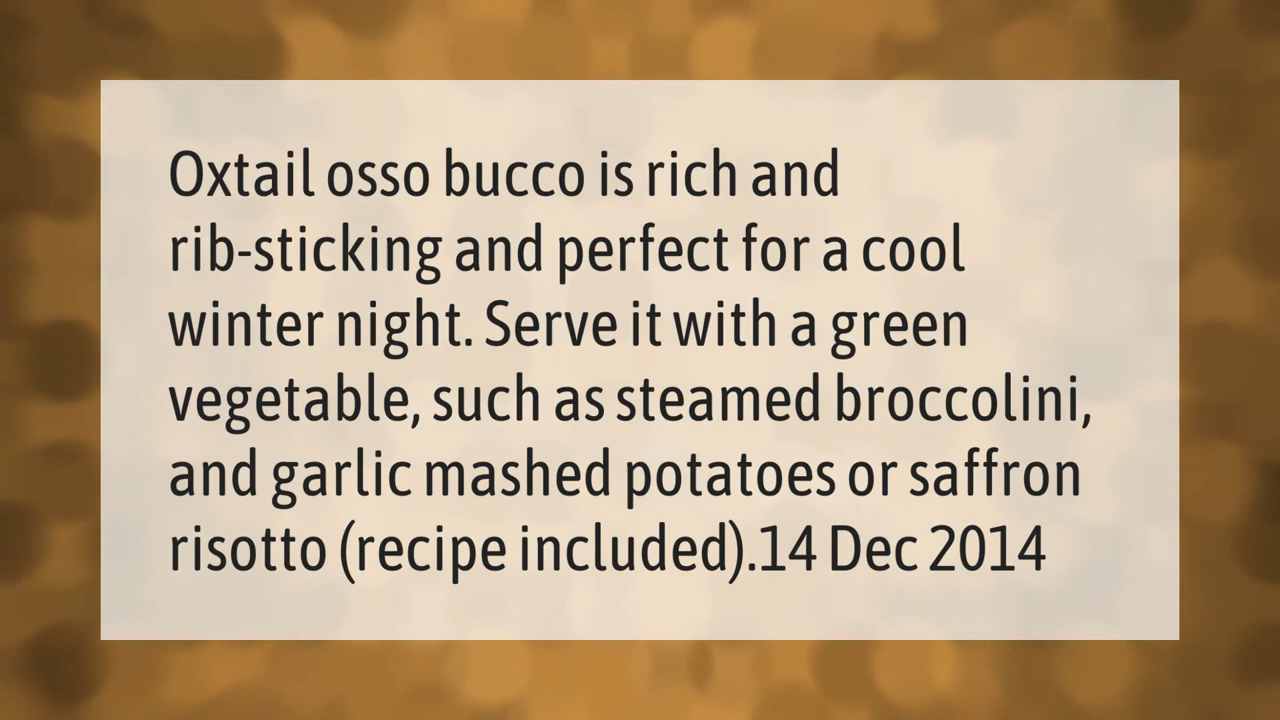 Oxtail osso bucco is rich and
rib-sticking and perfect for a cool
winter night. Serve it with a green
vegetable, such as steamed broccolini,
and garlic mashed potatoes or saffron
risotto (recipe included).14 Dec 2014